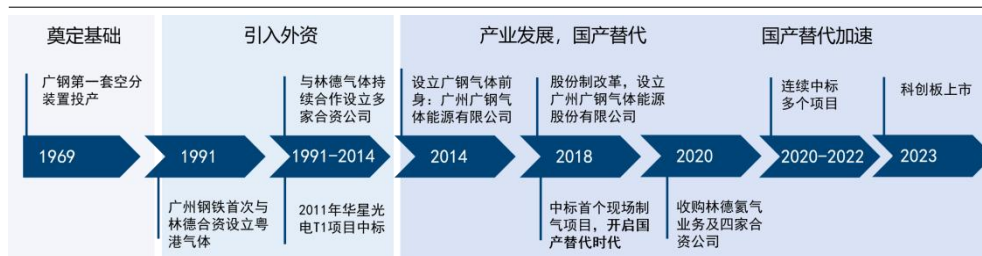 奠定基础
引入外资
产业发展，国产替代
国产替代加速
广钢第一套空分
装置投产
与林德气体持
续合作设立多
家合资公司
设立广钢气体前
身：广州广钢气
体能源有限公司
股份制改革，设立
广州广钢气体能源
股份有限公司
连续中标
多个项目
科创板上市
1969
1991
1991-2014
2014
2018
2020
2020-2022
2023
广州钢铁首次与
林德合资设立粤
港气体
2011年华星光
电T1项目中标
中标首个现场制
气项目，开启国
产替代时代
收购林德氦气
业务及四家合
资公司